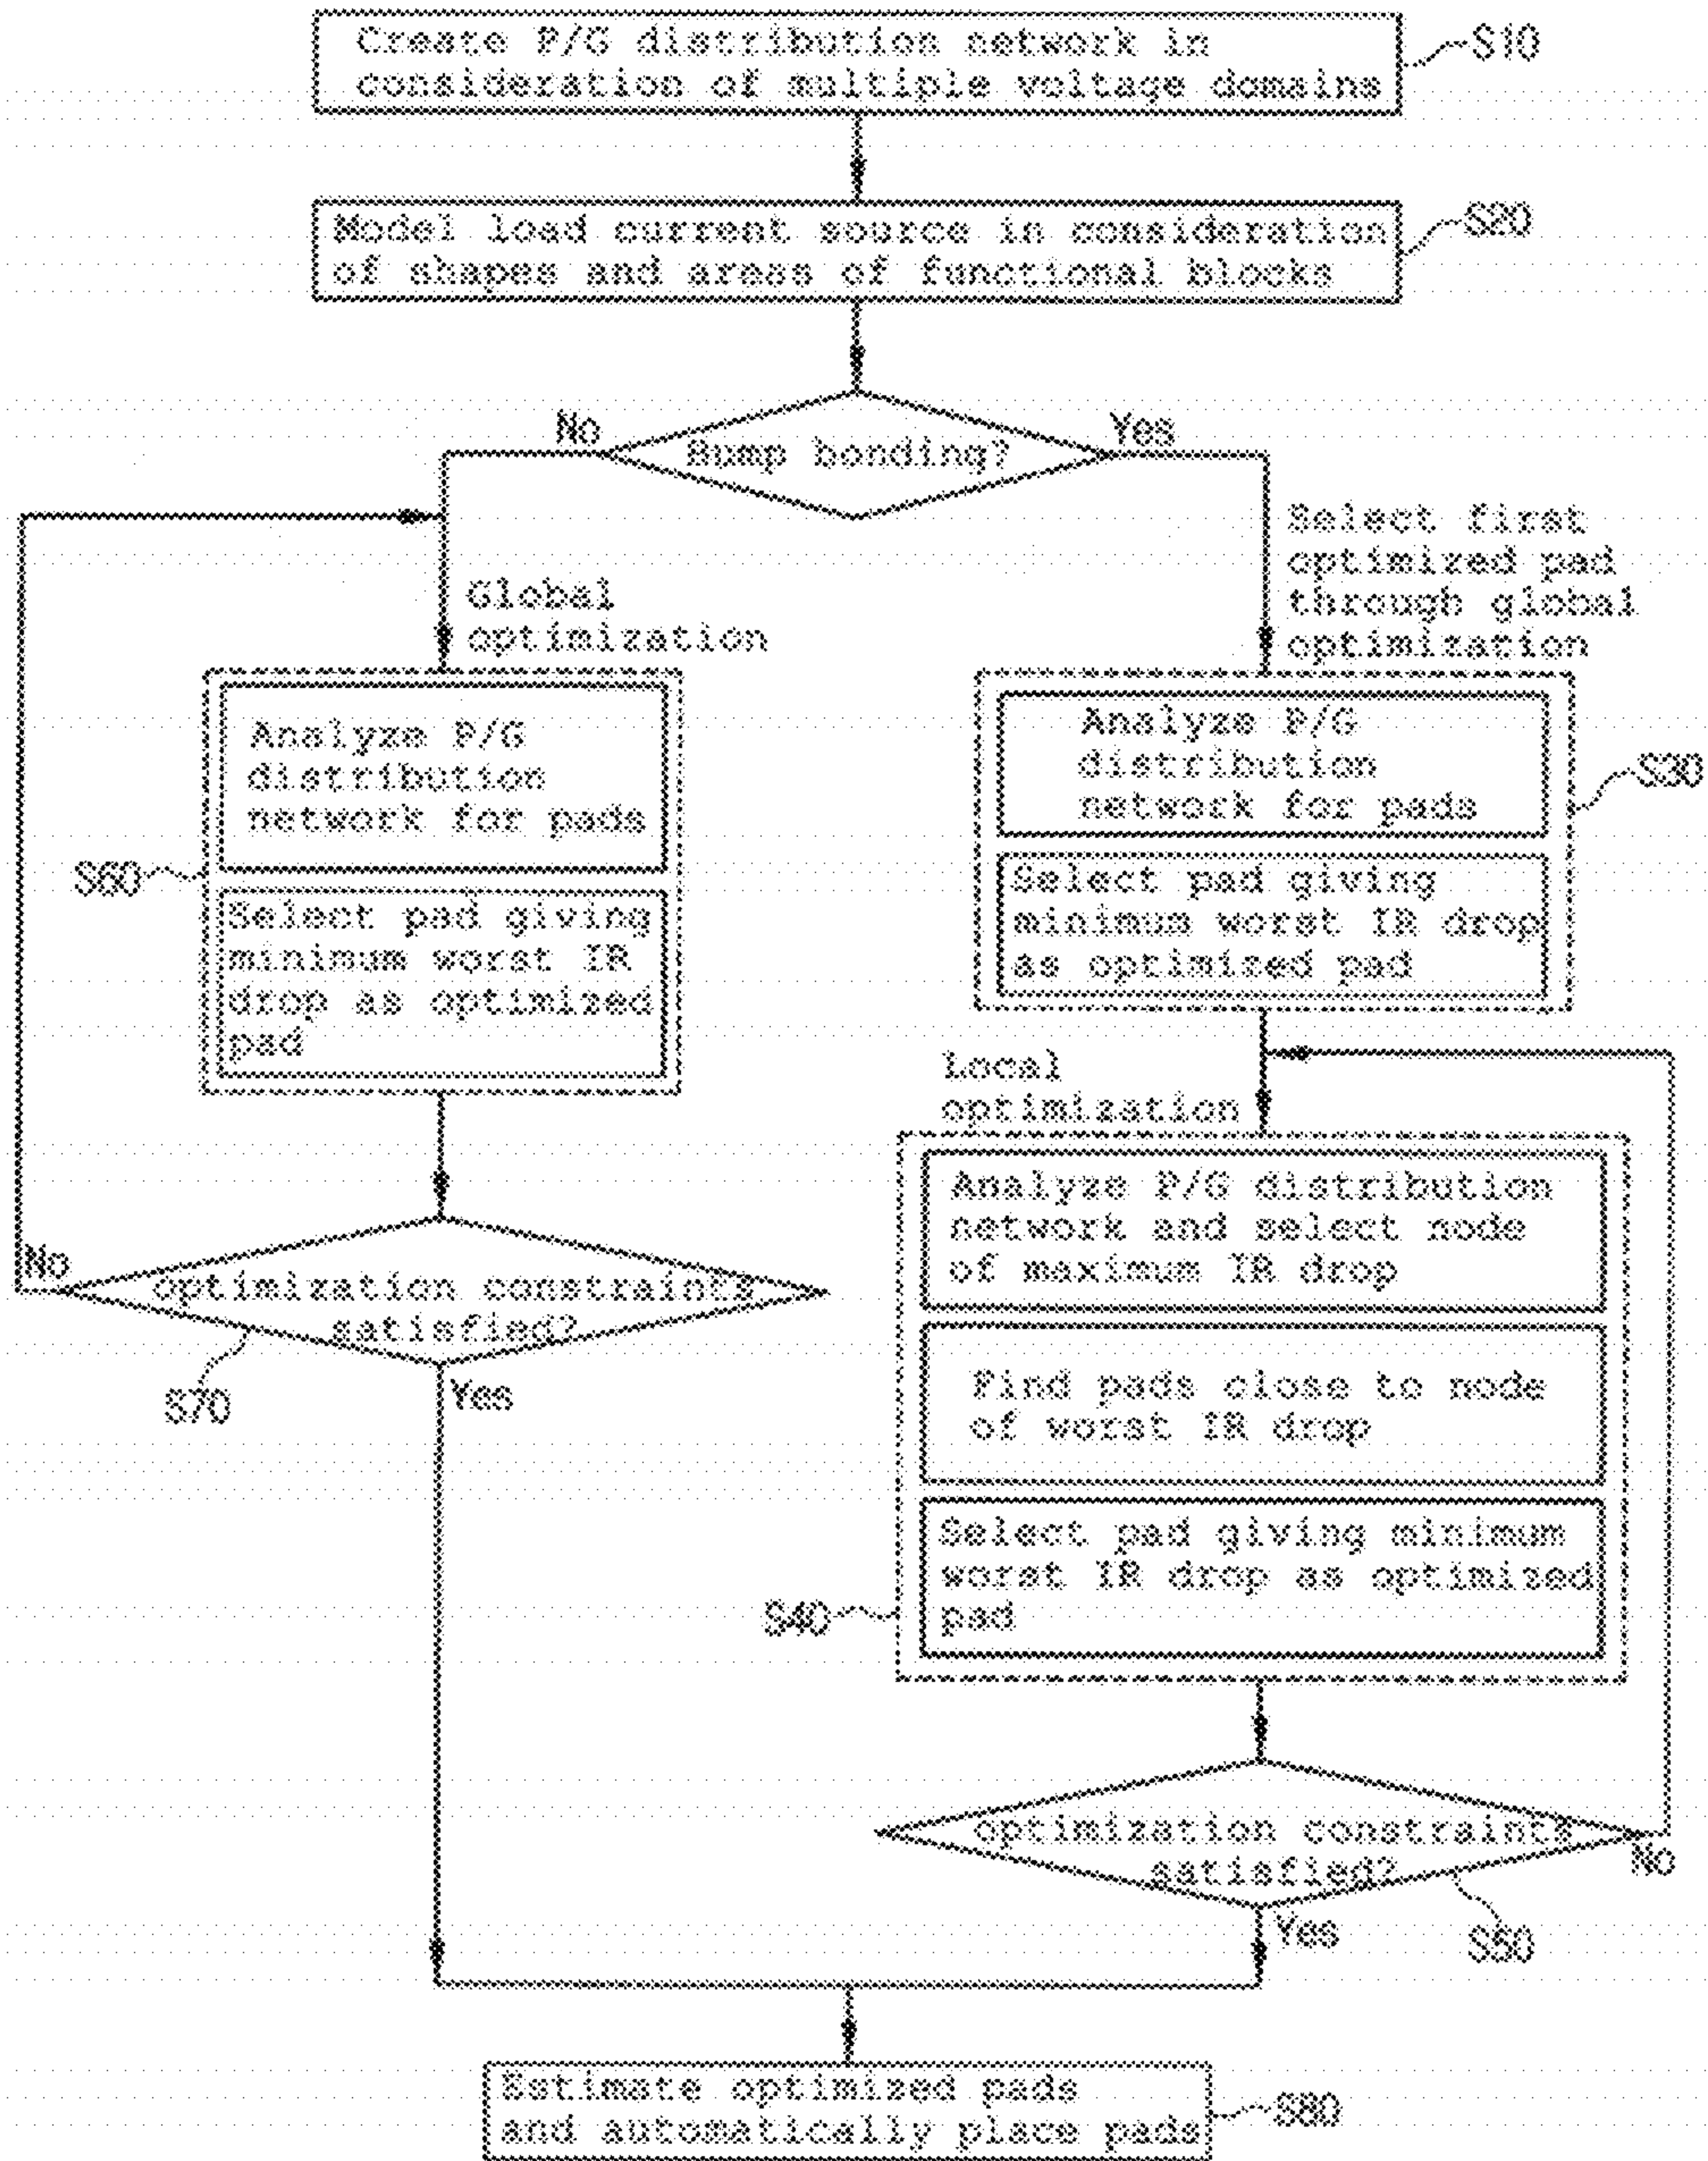 Create P/G distribution network in
consideration of multiple voltage domains
S10
Model load current source in consideration
of shapes and areas of functional blocks
S20
No
Bump bonding?
Yes
Global
optimization
Select first
optimized pad
through global
optimization
Analyze P/G
distribution
network for pads
Select pad giving
minimum worst IR
drop as optimized
pad
S60
Analyze P/G
distribution
network for pads
Select pad giving
minimum worst IR drop
as optimized pad
S30
Local
optimization
Analyze P/G distribution
network and select node
of maximum IR drop
Find pads close to node
of worst IR drop
Select pad giving minimum
worst IR drop as optimized
pad
S40
No
optimization constraints
satisfied?
S70
Yes
optimization constraints
satisfied?
No
Yes
S50
Estimate optimized pads
and automatically place pads
S80